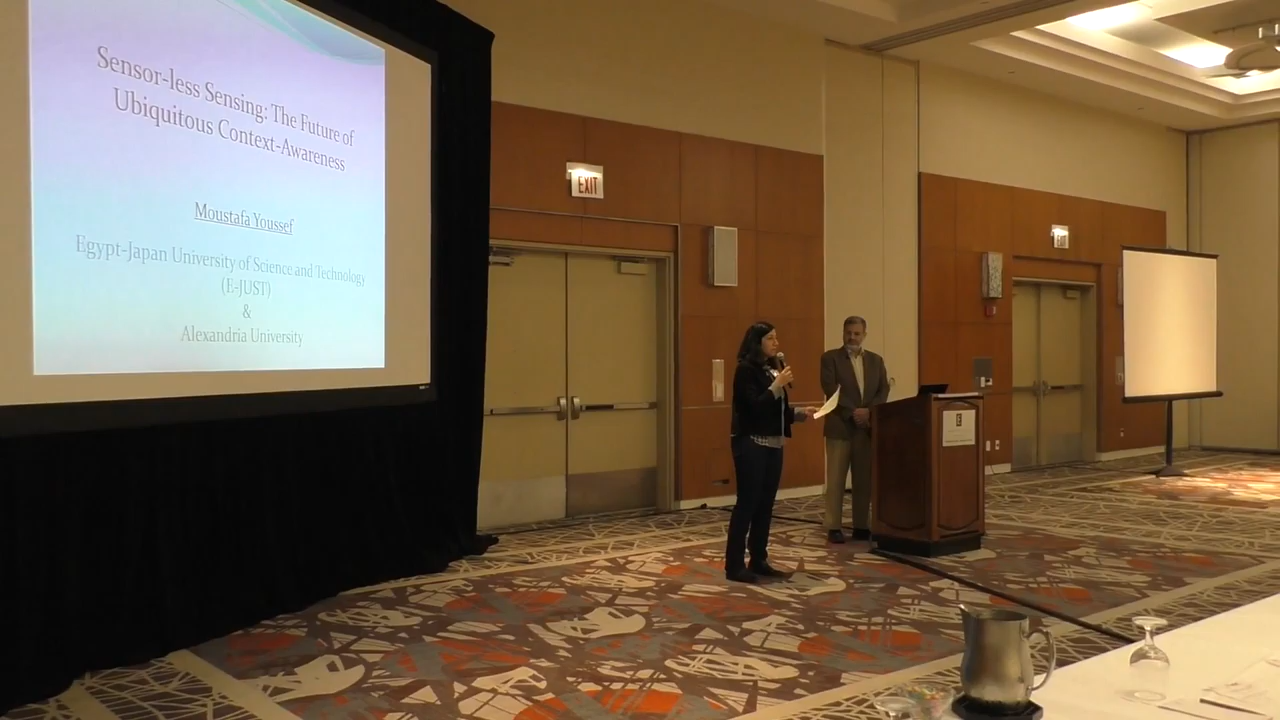 Sensor-less Sensing: The Future of
Ubiquitous Context-Awareness
Moustafa Youssef
Egypt-Japan University of Science and Technology
(E-JUST)
&
Alexandria University
EXIT
E